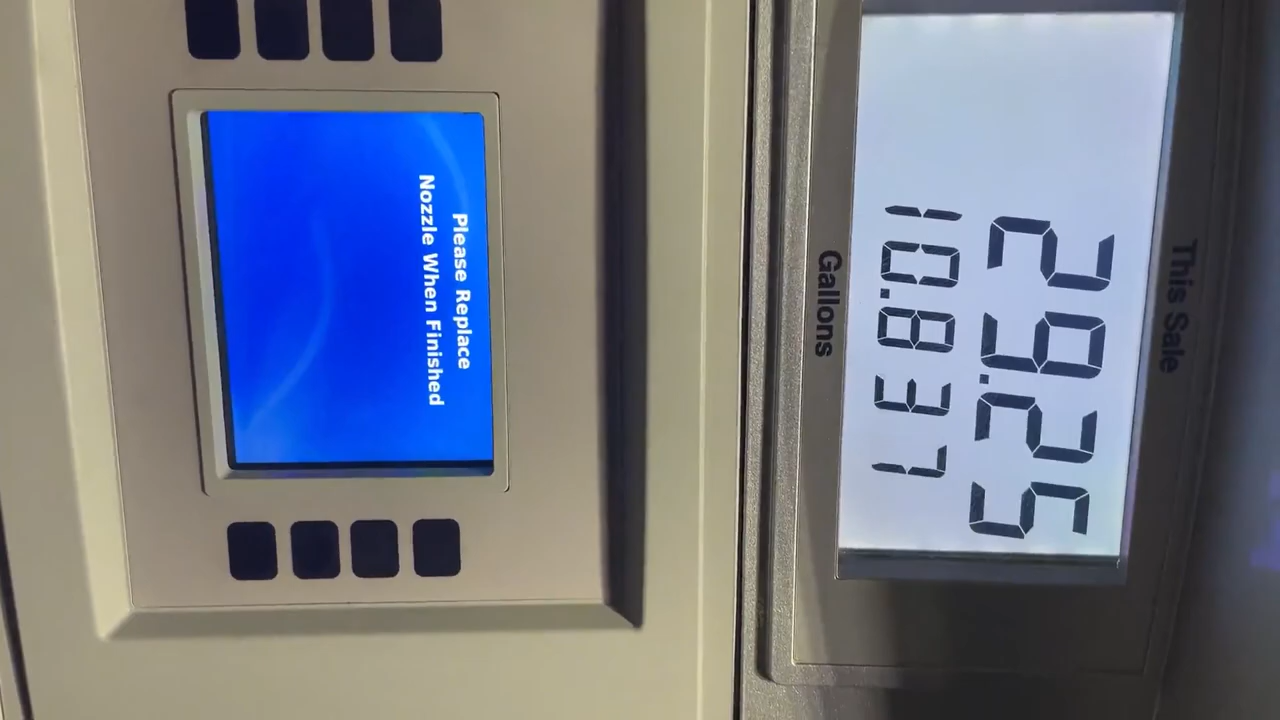 This Sale
29.25
10.837
Gallons
Please Replace
Nozzle When Finished